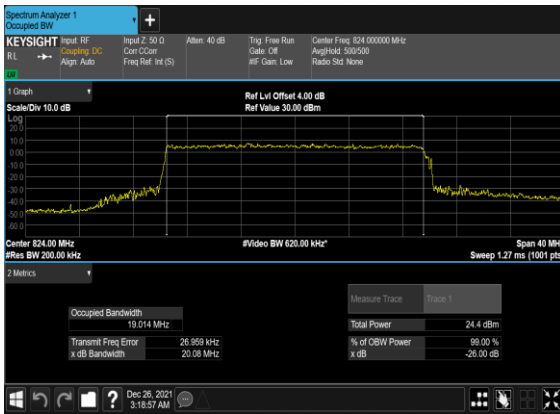 Spectrum Analyzer 1
Occupied BW
+
KEYSIGHT Input: RF Input Z: 50 Ω Atten: 40 dB Trig: Free Run Center Freq: 824.000000 MHz
RL Coupling: DC Corr CCorr Gate: Off Avg|Hold: 500/500
Align: Auto Freq Ref: Int (S) #IF Gain: Low Radio Std: None
1 Graph
Ref Lvl Offset 4.00 dB
Scale/Div 10.0 dB Ref Value 30.00 dBm
Log
20.0
10.0
0.00
-10.0
-20.0
-30.0
-40.0
-50.0
-60.0
Center 824.00 MHz #Video BW 620.00 kHz* Span 40 MH
#Res BW 200.00 kHz Sweep 1.27 ms (1001 pts
2 Metrics
Measure Trace Trace 1
Occupied Bandwidth
19.014 MHz Total Power 24.4 dBm
Transmit Freq Error 26.959 kHz % of OBW Power 99.00 %
x dB Bandwidth 20.08 MHz x dB -26.00 dB
?
Dec 26, 2021
3:18:57 AM